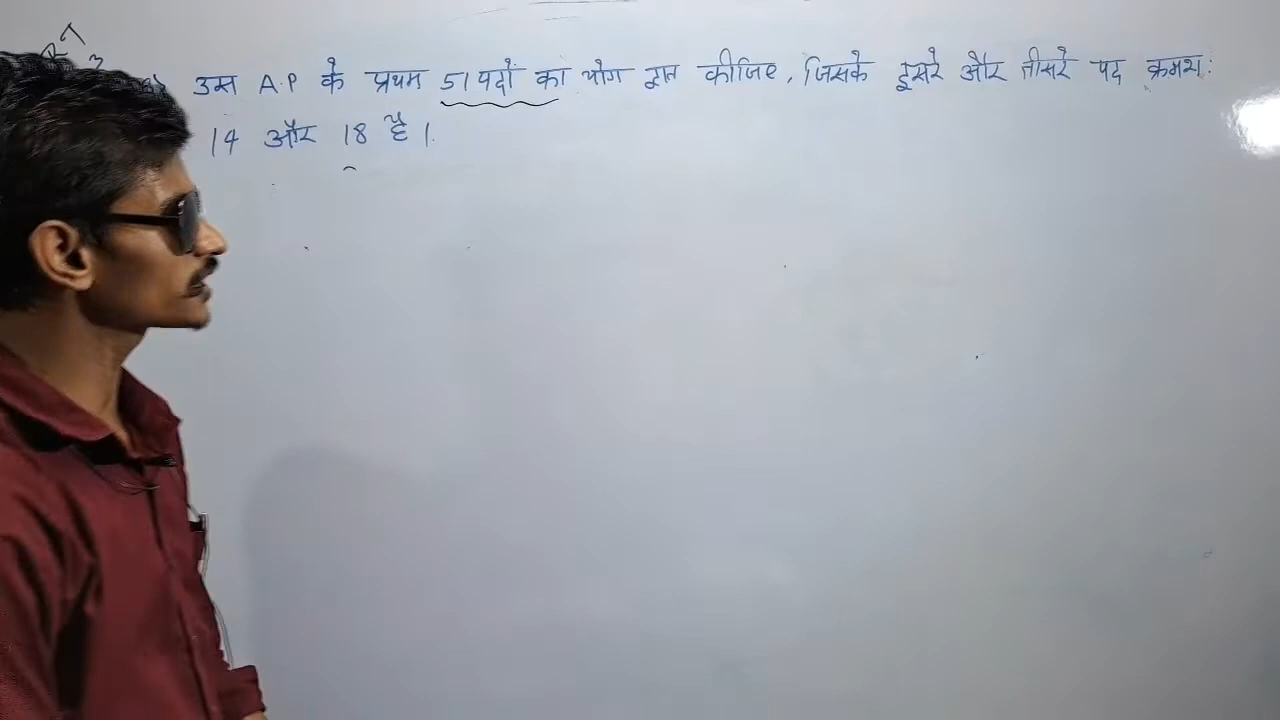 उस A.P के प्रथम 51 पदों का योग ज्ञात कीजिए, जिसके दूसरे और तीसरे पद क्रमश:
14 और 18 है।